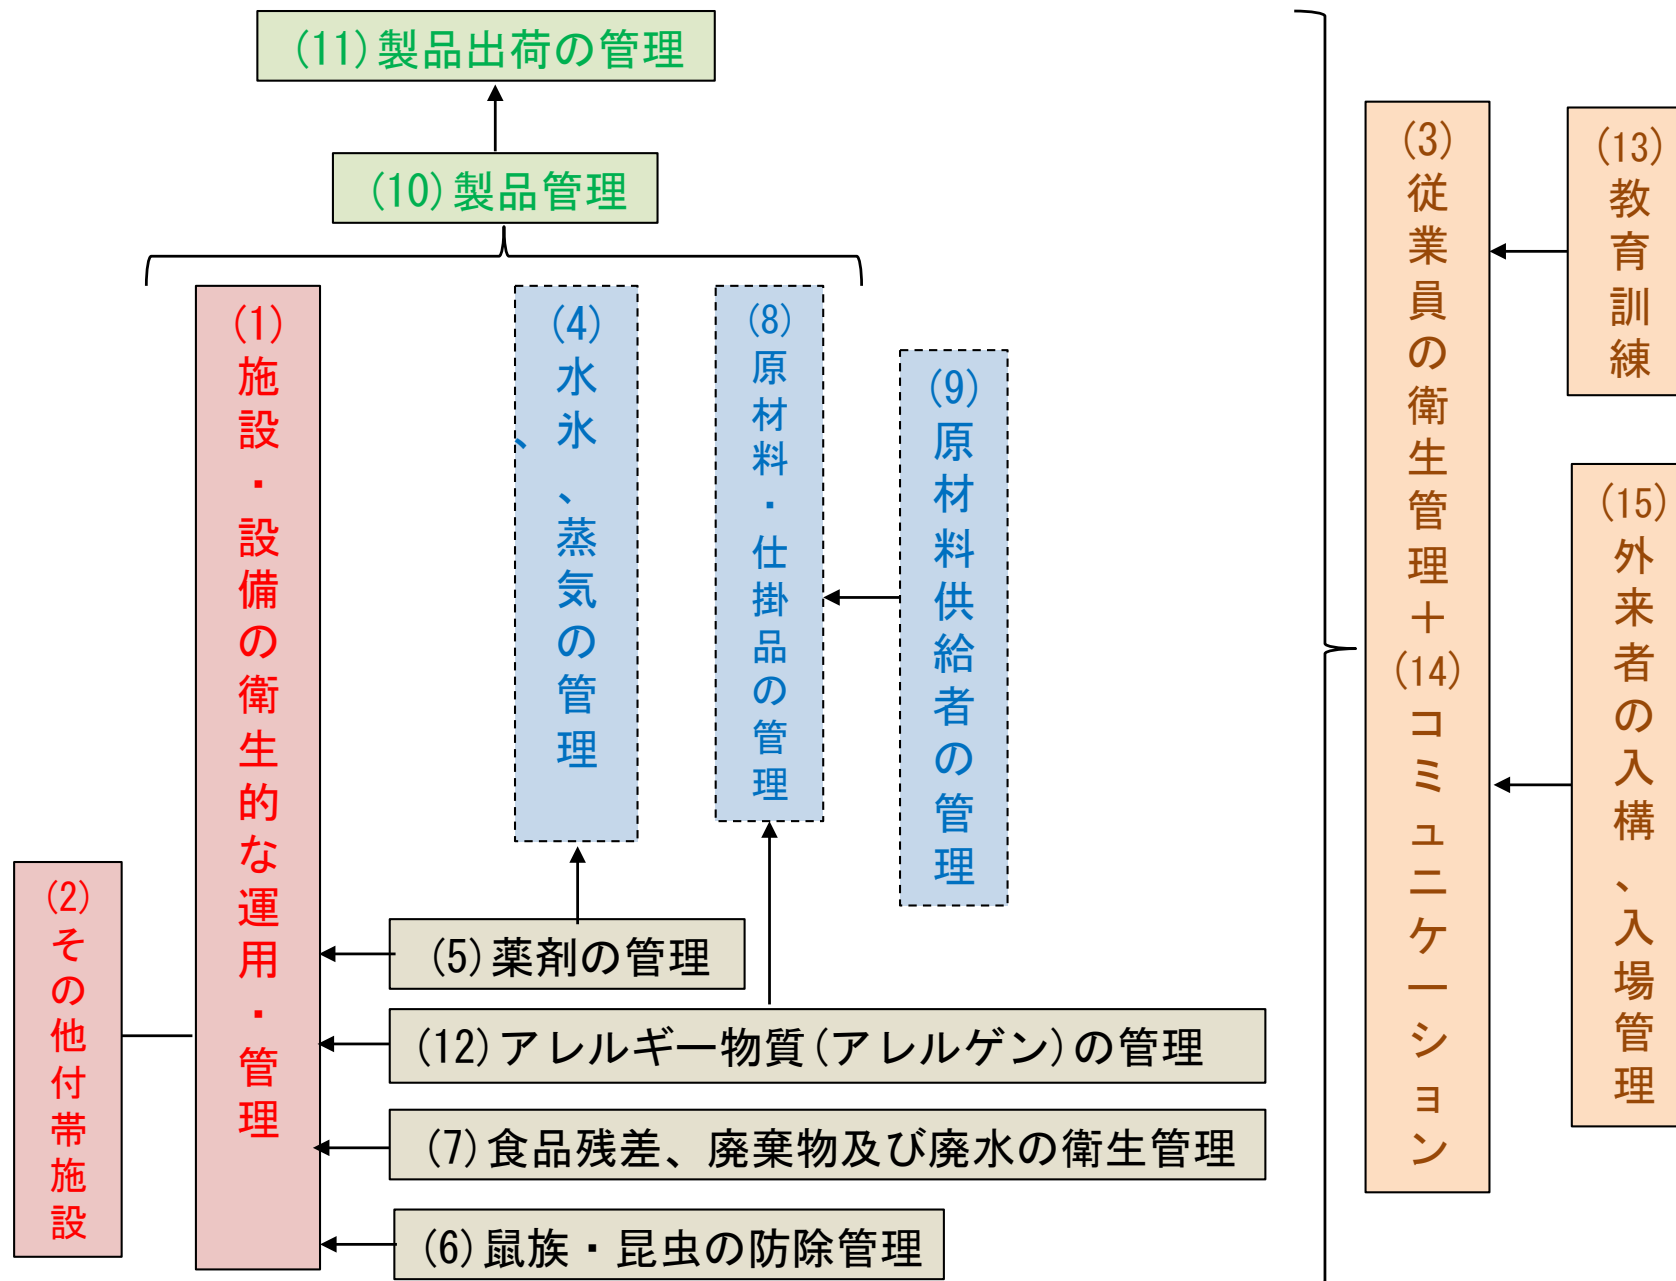 (11)製品出荷の管理
(10)製品管理
(1)施設・設備の衛生的な運用・管理
(4)水、氷、蒸気の管理
(8)原材料・仕掛品の管理
(9)原材料供給者の管理
(2)その他付帯施設
(5)薬剤の管理
(12)アレルギー物質(アレルゲン)の管理
(7)食品残差、廃棄物及び廃水の衛生管理
(6)鼠族・昆虫の防除管理
(3)従業員の衛生管理+(14)コミュニケーション
(13)教育訓練
(15)外来者の入構、入場管理